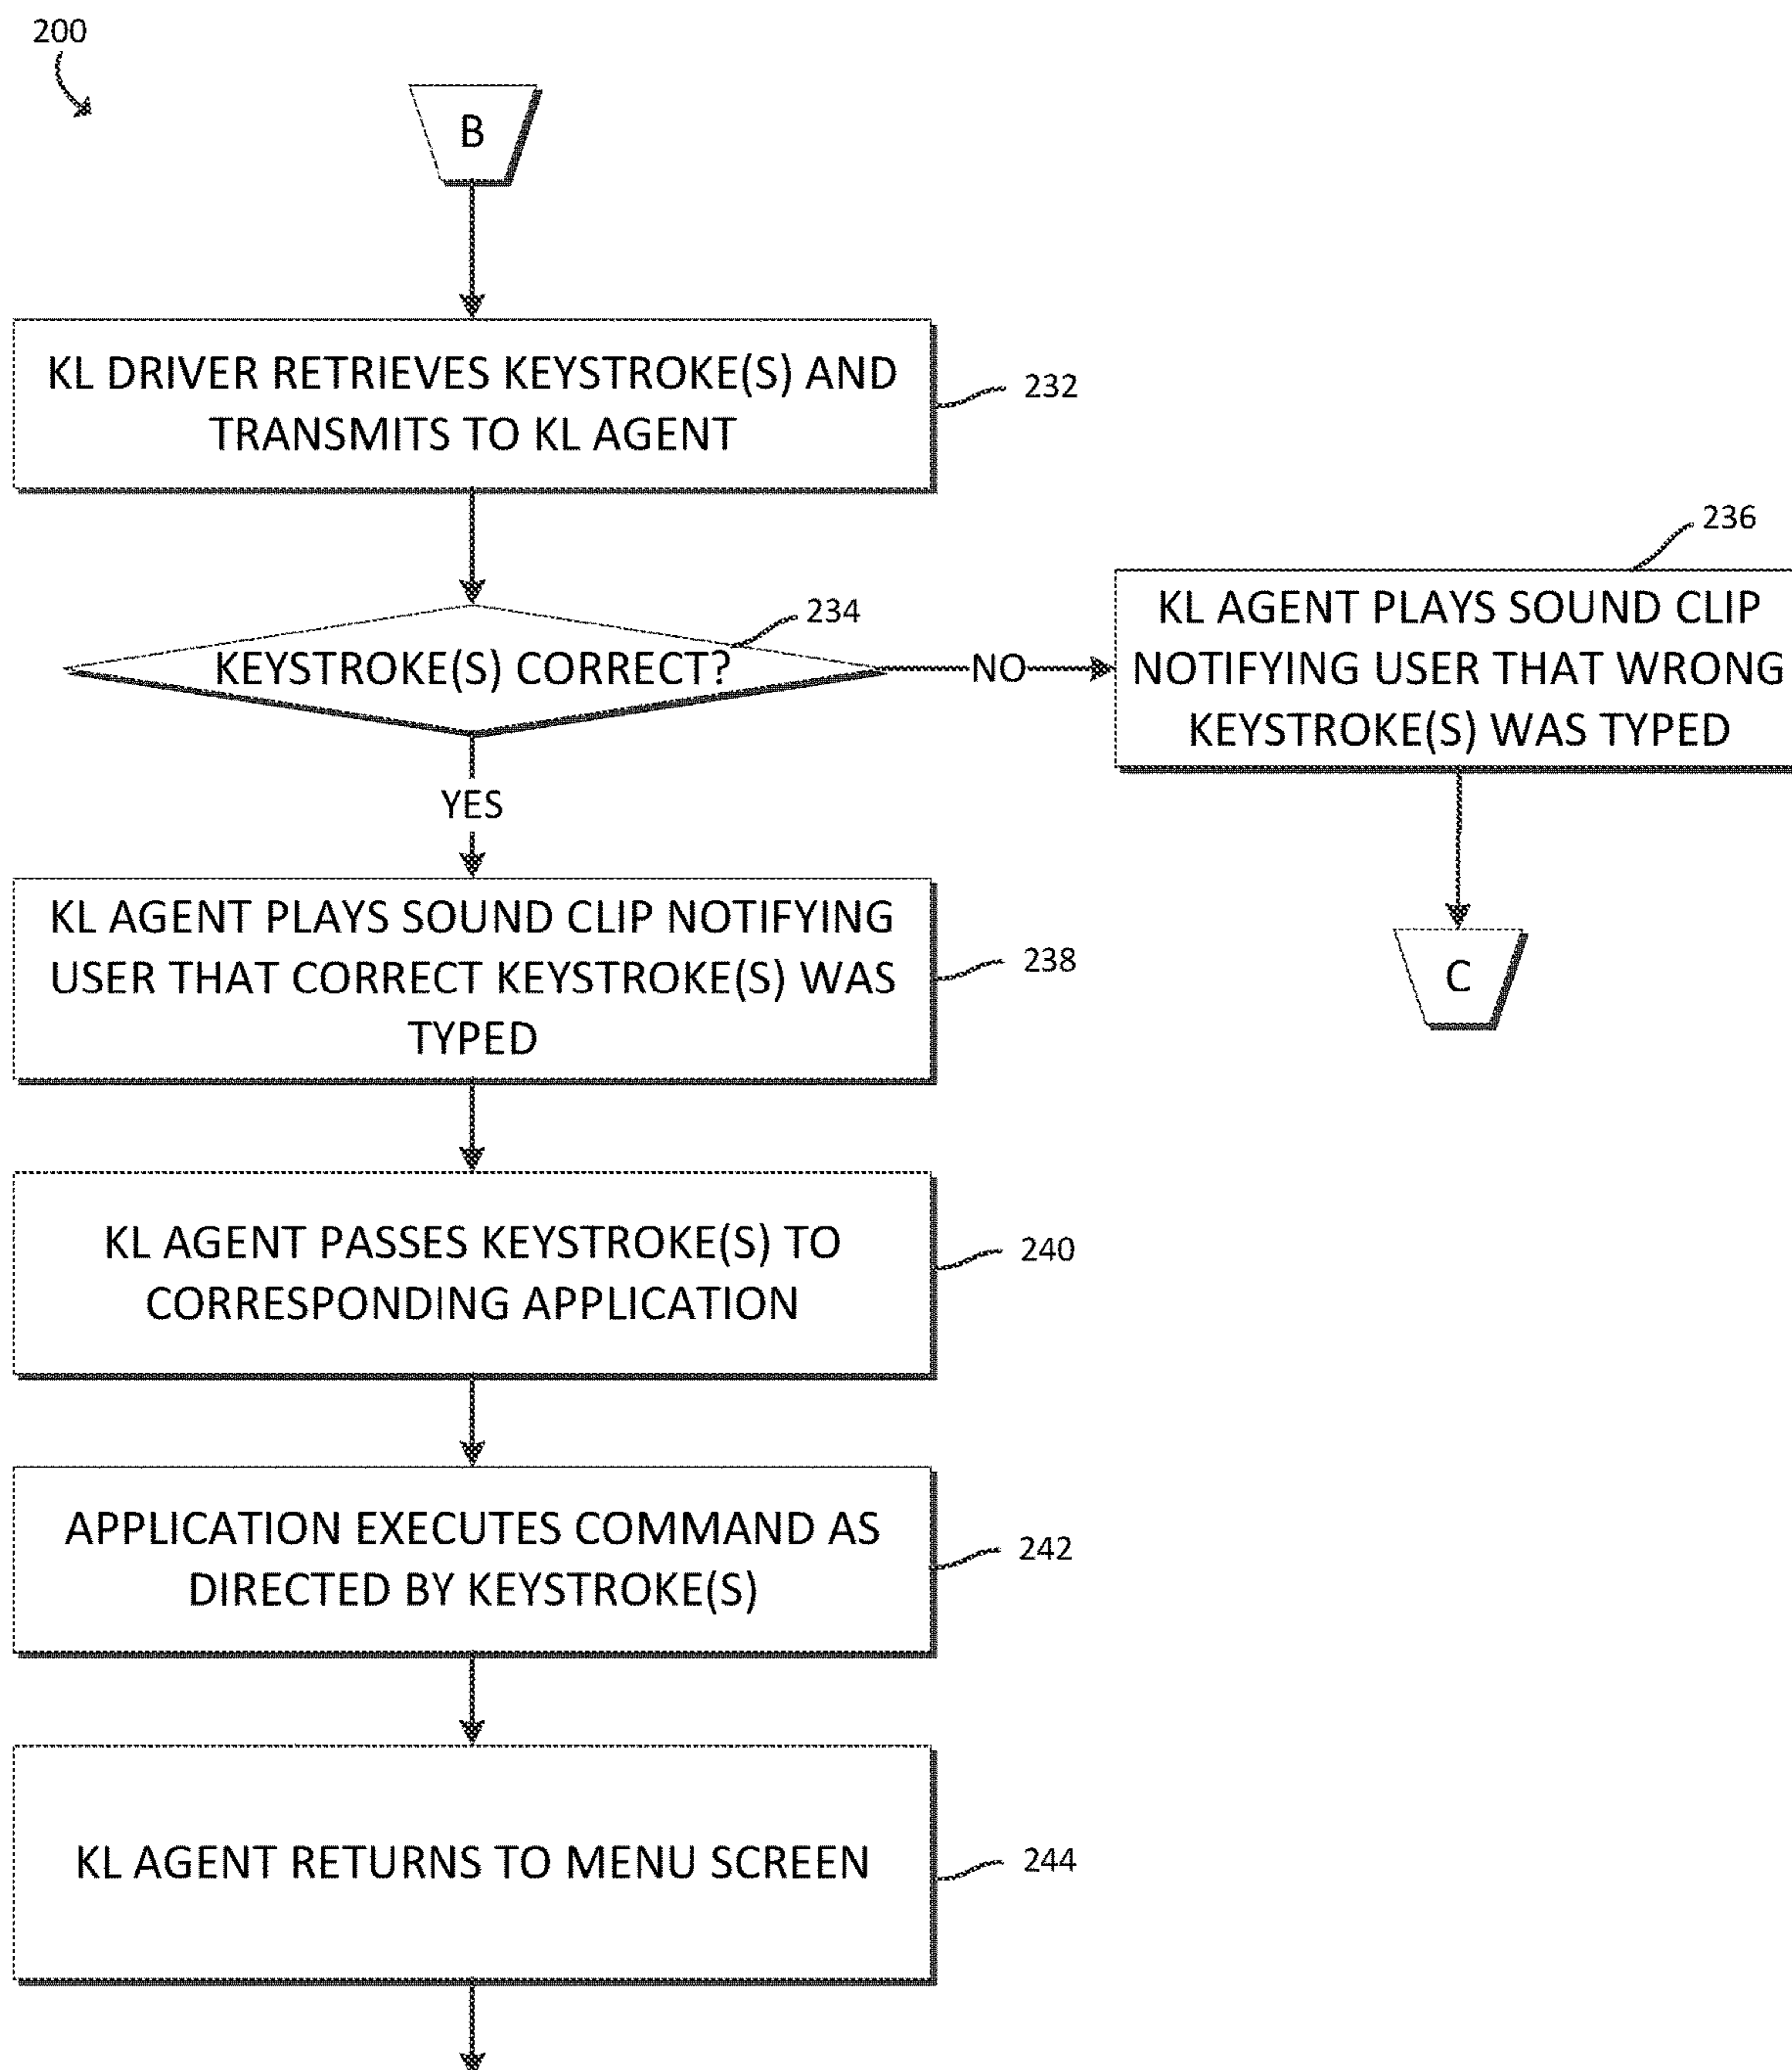 200
B
KL DRIVER RETRIEVES KEYSTROKE(S) AND
TRANSMITS TO KL AGENT
232
KEYSTROKE(S) CORRECT?
234
NO
236
KL AGENT PLAYS SOUND CLIP
NOTIFYING USER THAT WRONG
KEYSTROKE(S) WAS TYPED
C
YES
KL AGENT PLAYS SOUND CLIP NOTIFYING
USER THAT CORRECT KEYSTROKE(S) WAS
TYPED
238
KL AGENT PASSES KEYSTROKE(S) TO
CORRESPONDING APPLICATION
240
APPLICATION EXECUTES COMMAND AS
DIRECTED BY KEYSTROKE(S)
242
KL AGENT RETURNS TO MENU SCREEN
244